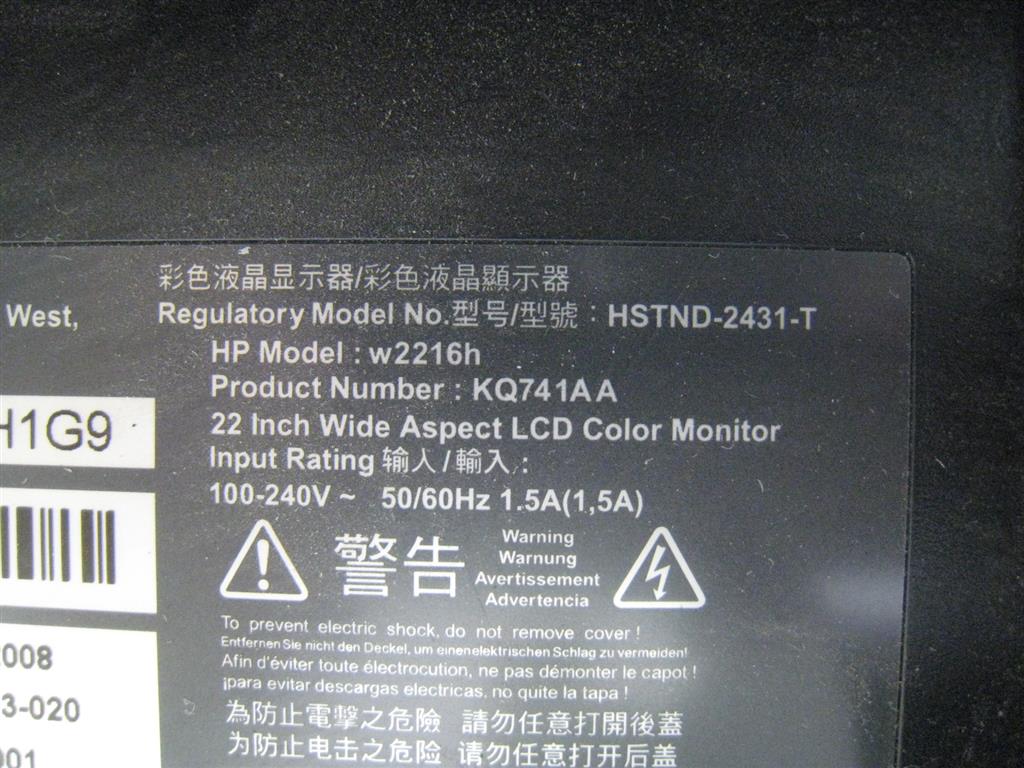 彩色液晶显示器/彩色液晶顯示器
West,
Regulatory Model No.型号/型號：HSTND-2431-T
HP Model : w2216h
Product Number : KQ741AA
H1G9
22 Inch Wide Aspect LCD Color Monitor
Input Rating 输入/輸入 :
100-240V ~ 50/60Hz 1.5A(1,5A)
警告
Warning
Warnung
Avertissement
Advertencia
To prevent electric shock, do not remove cover !
Entfernen Sie nicht den Deckel, um einenelektrischen Schlag zu vermeiden!
Afin d'éviter toute électrocution, ne pas démonter le capot !
¡para evitar descargas electricas, no quite la tapa !
為防止電擊之危險 請勿任意打開後蓋
为防止电击之危险 请勿任意打开后盖
2008
3-020
001